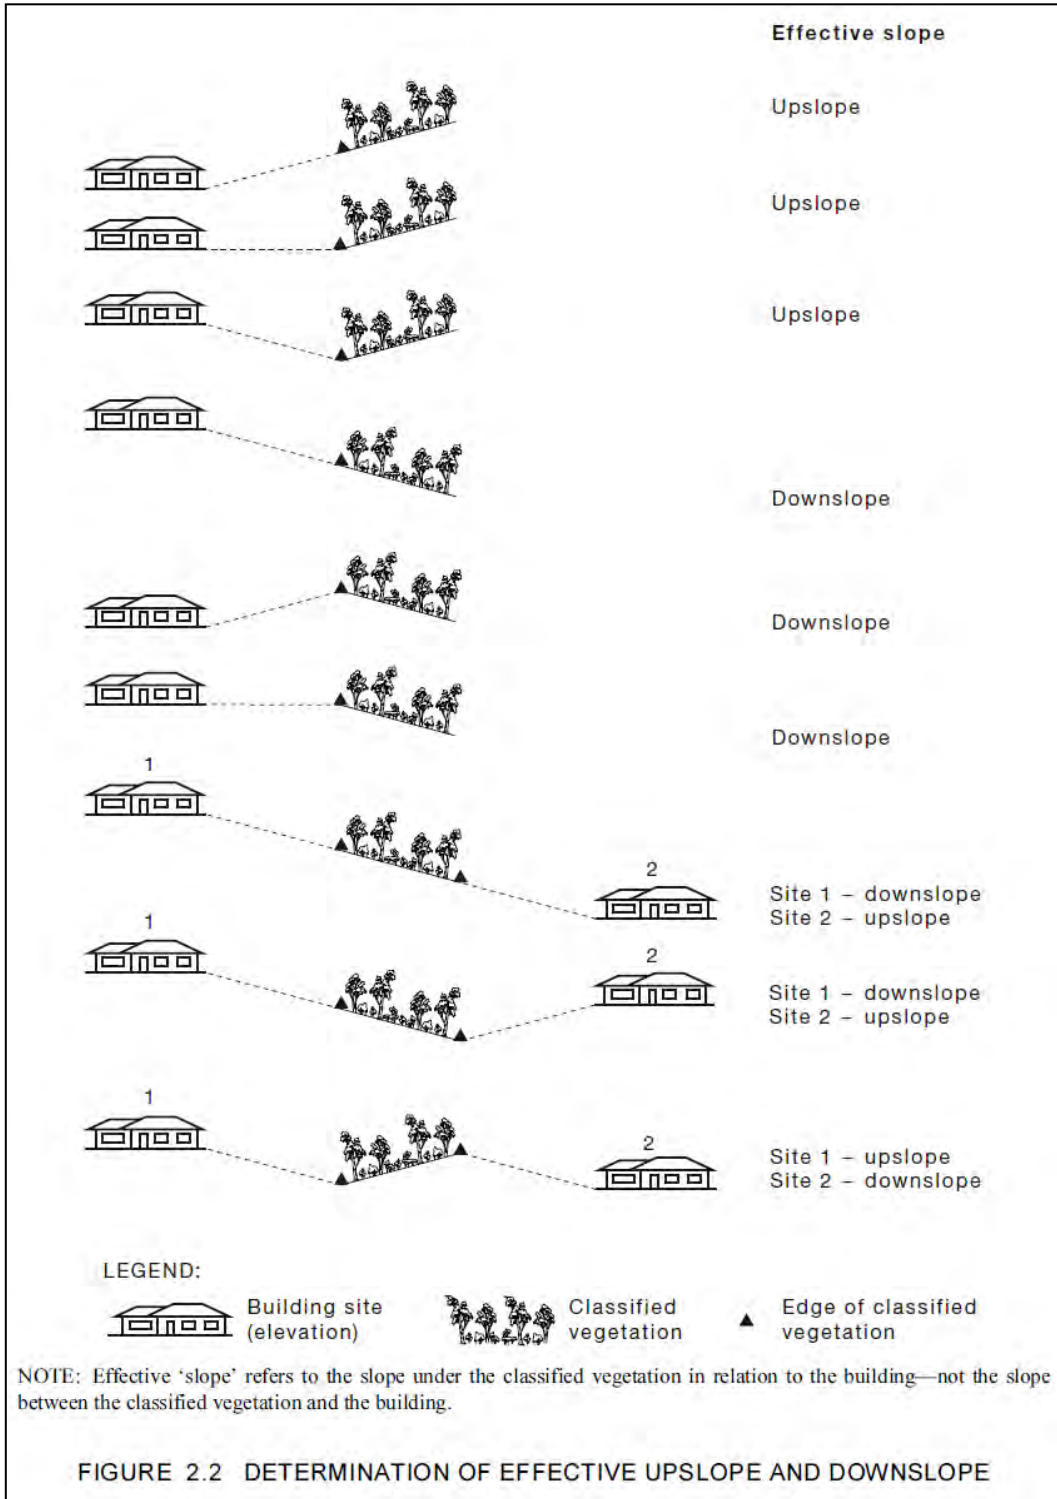 Effective slope
Upslope
Upslope
Upslope
Downslope
Downslope
Downslope
1
2
Site 1 – downslope
Site 2 – upslope
1
2
Site 1 – downslope
Site 2 – upslope
1
2
Site 1 – upslope
Site 2 – downslope
LEGEND:
Building site
(elevation)
Classified
vegetation
Edge of classified
vegetation
NOTE: Effective ‘slope’ refers to the slope under the classified vegetation in relation to the building—not the slope
between the classified vegetation and the building.
FIGURE 2.2 DETERMINATION OF EFFECTIVE UPSLOPE AND DOWNSLOPE